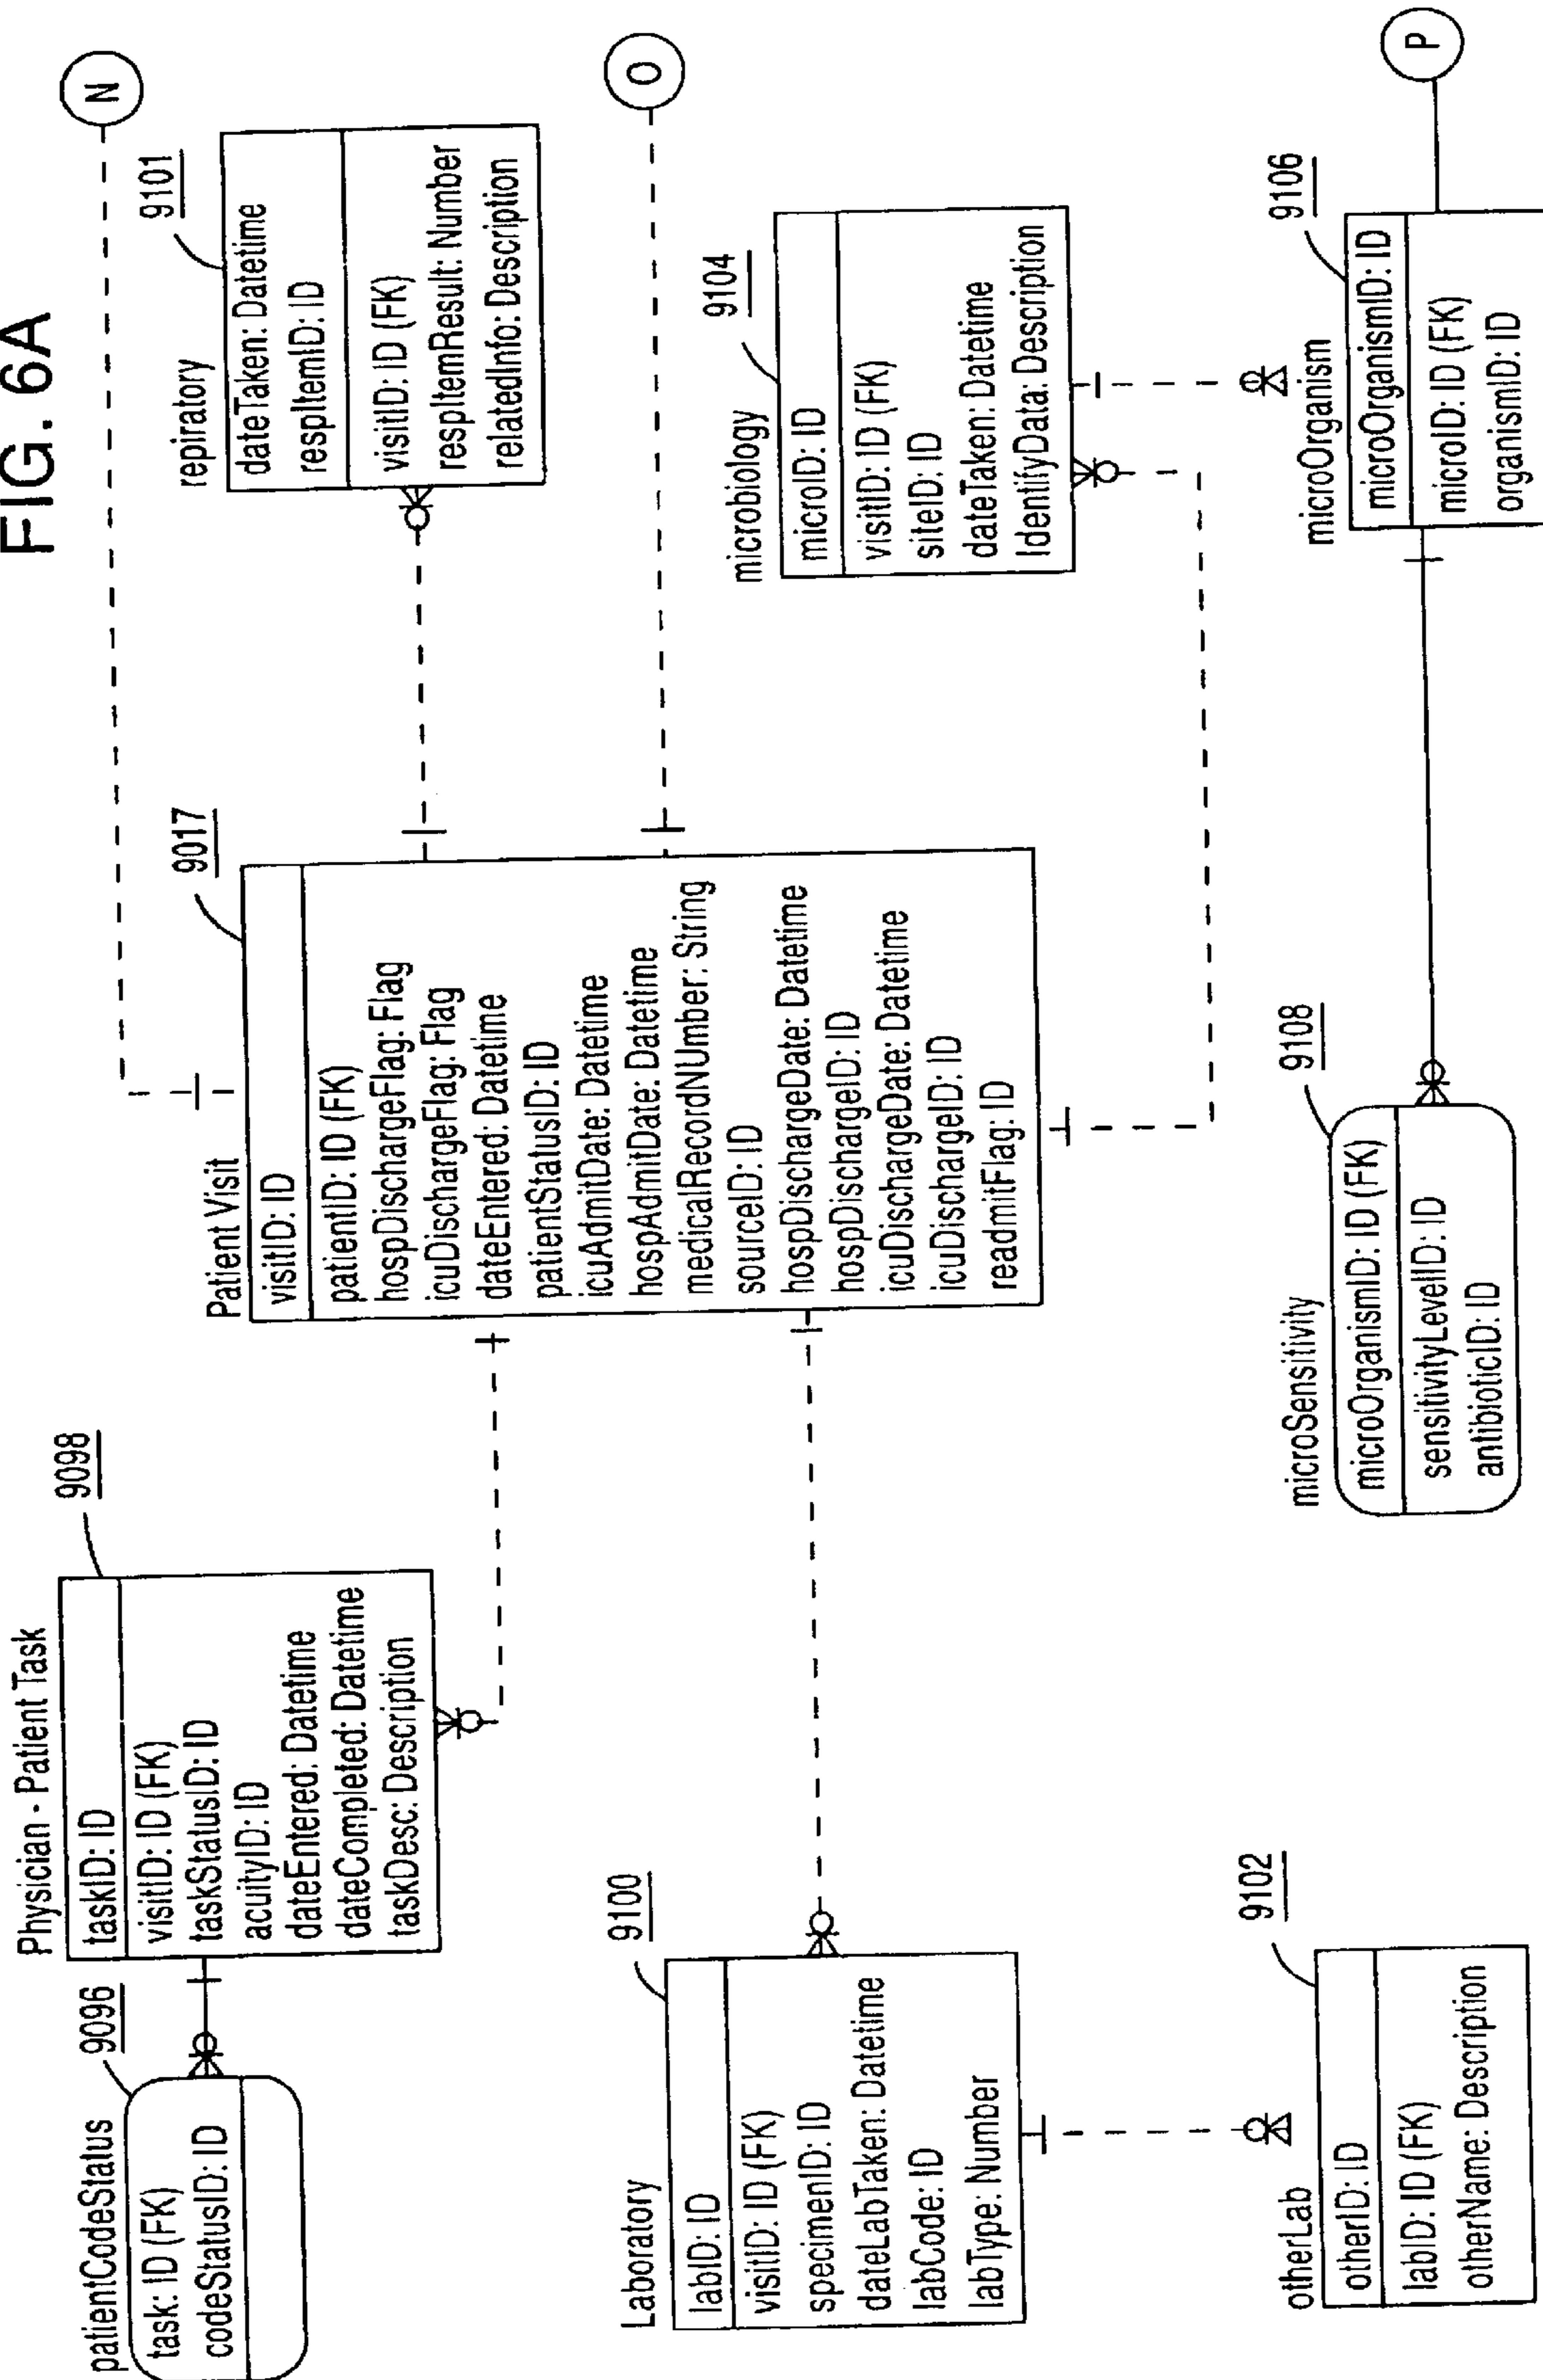 FIG. 6A
patientCodeStatus
9096
task: ID (FK)
codeStatusID: ID
Physician - Patient Task
9098
taskID: ID
visitID: ID (FK)
taskStatusID: ID
acuityID: ID
dateEntered: Datetime
dateCompleted: Datetime
taskDesc: Description
Patient Visit
9017
visitID: ID
patientID: ID (FK)
hospDischargeFlag: Flag
icuDischargeFlag: Flag
dateEntered: Datetime
patientStatusID: ID
icuAdmitDate: Datetime
hospAdmitDate: Datetime
medicalRecordNUmber: String
sourceID: ID
hospDischargeDate: Datetime
hospDischargeID: ID
icuDischargeDate: Datetime
icuDischargeID: ID
readmitFlag: ID
N
repiratory
9101
dateTaken: Datetime
respItemID: ID
visitID: ID (FK)
respItemResult: Number
relatedInfo: Description
O
Laboratory
9100
labID: ID
visitID: ID (FK)
specimenID: ID
dateLabTaken: Datetime
labCode: ID
labType: Number
microbiology
9104
microID: ID
visitID: ID (FK)
siteID: ID
dateTaken: Datetime
IdentifyData: Description
otherLab
9102
otherID: ID
labID: ID (FK)
otherName: Description
microSensitivity
9108
microOrganismID: ID (FK)
sensitivityLevelID: ID
antibioticID: ID
microOrganism
9106
microOrganismID: ID
microID: ID (FK)
organismID: ID
P